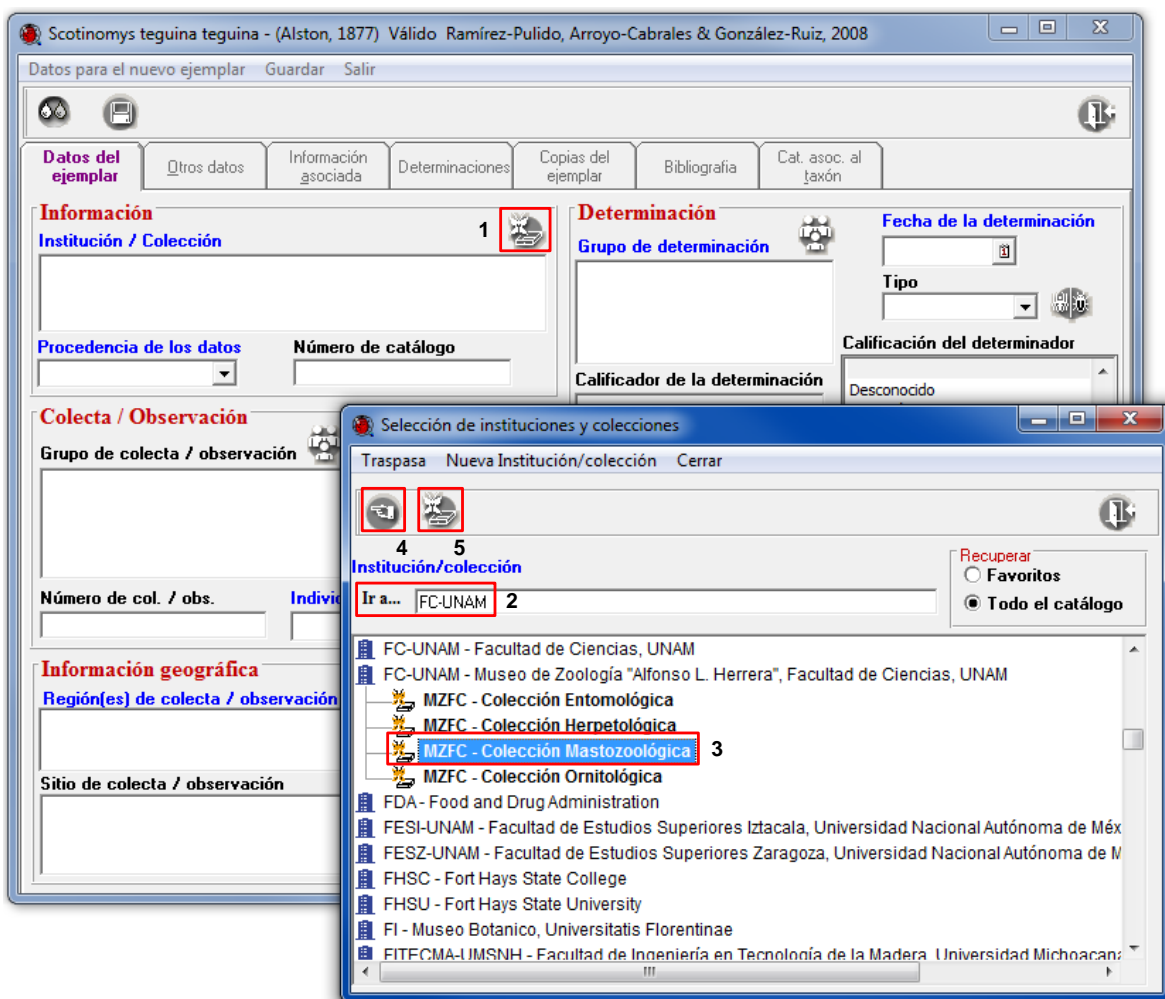 Scotinomys teguina teguina - (Alston, 1877) Válido Ramírez-Pulido, Arroyo-Cabrales & González-Ruiz, 2008
Datos para el nuevo ejemplar Guardar Salir
Datos del ejemplar
Otros datos
Información asociada
Determinaciones
Copias del ejemplar
Bibliografia
Cat. asoc. al taxón
Información
Institución / Colección
1
Procedencia de los datos
Número de catálogo
Determinación
Grupo de determinación
Fecha de la determinación
1
Tipo
Calificación del determinador
Calificador de la determinación
Desconocido
Colecta / Observación
Grupo de colecta / observación
Número de col. / obs.
Información geográfica
Región(es) de colecta / observación
Sitio de colecta / observación
Selección de instituciones y colecciones
Traspasa Nueva Institución/colección Cerrar
4 5
Institución/colección
Ir a... FC-UNAM 2
Recuperar
Favoritos
Todo el catálogo
FC-UNAM - Facultad de Ciencias, UNAM
FC-UNAM - Museo de Zoología "Alfonso L. Herrera", Facultad de Ciencias, UNAM
MZFC - Colección Entomológica
MZFC - Colección Herpetológica
MZFC - Colección Mastozoológica 3
MZFC - Colección Ornitológica
FDA - Food and Drug Administration
FESI-UNAM - Facultad de Estudios Superiores Iztacala, Universidad Nacional Autónoma de Méx
FESZ-UNAM - Facultad de Estudios Superiores Zaragoza, Universidad Nacional Autónoma de M
FHSC - Fort Hays State College
FHSU - Fort Hays State University
FI - Museo Botanico, Universitatis Florentinae
FITECMA-UMSNH - Facultad de Ingeniería en Tecnología de la Madera, Universidad Michoacana